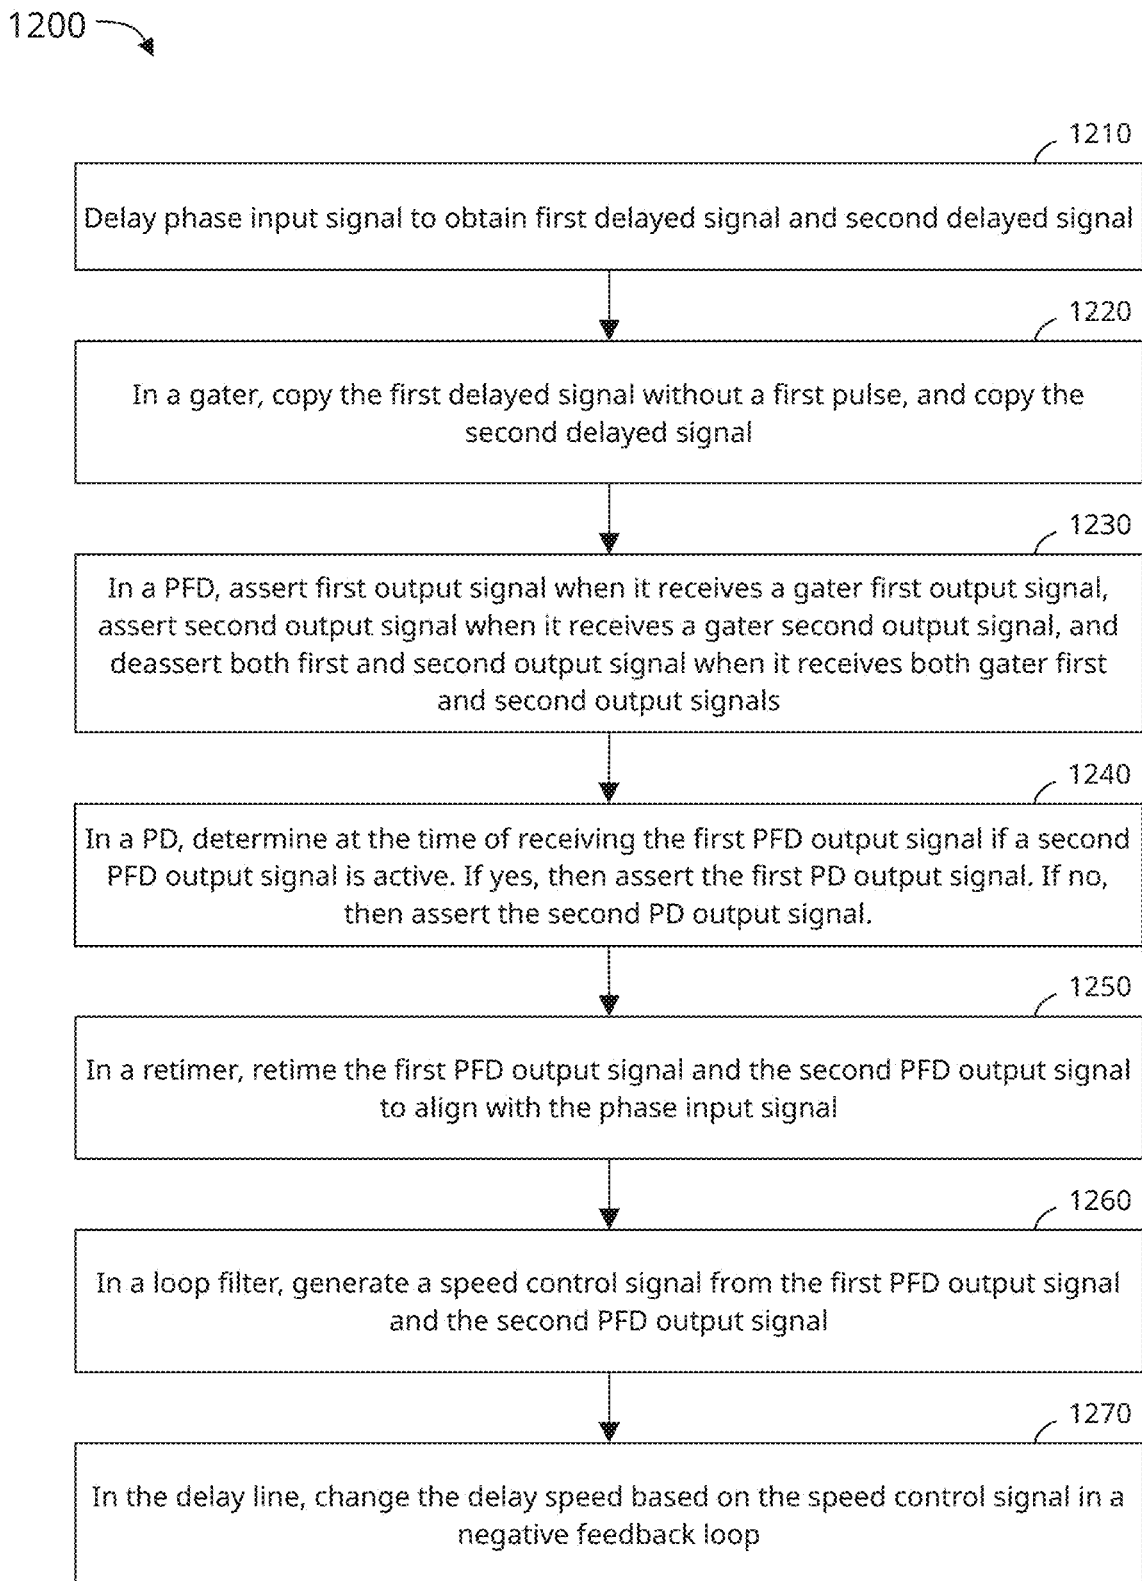 1200
1210
Delay phase input signal to obtain first delayed signal and second delayed signal
1220
In a gater, copy the first delayed signal without a first pulse, and copy the
second delayed signal
1230
In a PFD, assert first output signal when it receives a gater first output signal,
assert second output signal when it receives a gater second output signal, and
deassert both first and second output signal when it receives both gater first
and second output signals
1240
In a PD, determine at the time of receiving the first PFD output signal if a second
PFD output signal is active. If yes, then assert the first PD output signal. If no,
then assert the second PD output signal.
1250
In a retimer, retime the first PFD output signal and the second PFD output signal
to align with the phase input signal
1260
In a loop filter, generate a speed control signal from the first PFD output signal
and the second PFD output signal
1270
In the delay line, change the delay speed based on the speed control signal in a
negative feedback loop